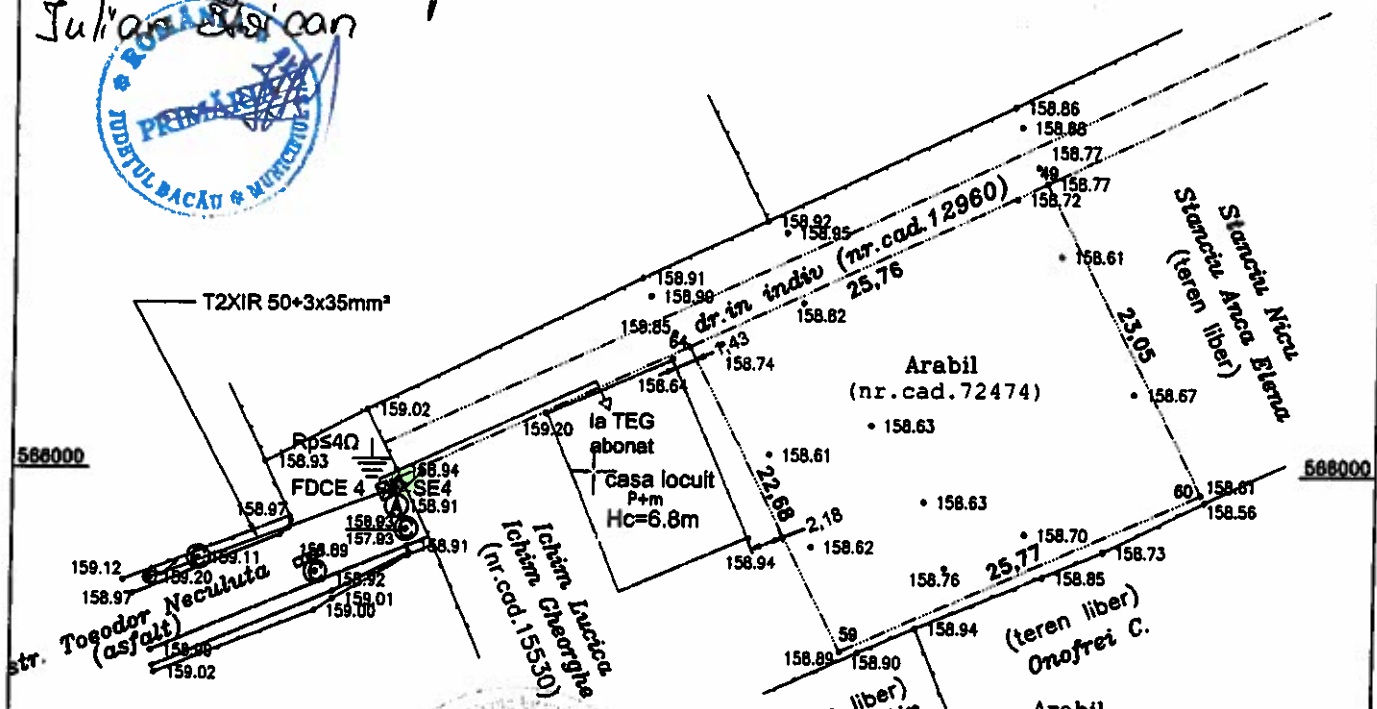 Iulian
ROMÂNIA
PRIMĂRIA
JUDEȚUL BACĂU * MUNICIPIUL
158.86
158.88
158.77
49
158.77
158.72
158.92
158.95
dr.in indiv (nr.cad.12960)
25,76
158.61
Stanciu Nicu
Stanciu Anca Elena
(teren liber)
158.91
158.90
T2XIR 50+3x35mm²
158.85
64
158.82
1,43
158.74
23,05
Arabil
(nr.cad.72474)
158.64
158.67
159.02
159.20
la TEG
abonat
158.63
Rp≤4Ω
158.93
566000
568000
158.94
158.61
casa locuit
P+m
Hc=6.8m
22,68
FDCE 4
SE4
158.91
60
158.61
158.56
158.63
158.97
158.93
157.93
2,18
158.70
158.62
158.91
158.94
158.73
159.11
158.89
159.12
159.20
158.97
158.92
158.76
25,77
158.85
159.01
159.00
str. Togodor Neculuta
(asfalt)
159.02
Ichim Lucica
Ichim Gheorghe
(nr.cad.15530)
59
158.94
158.89
158.90
(teren liber)
Onofrei C.
liber)
Arabil